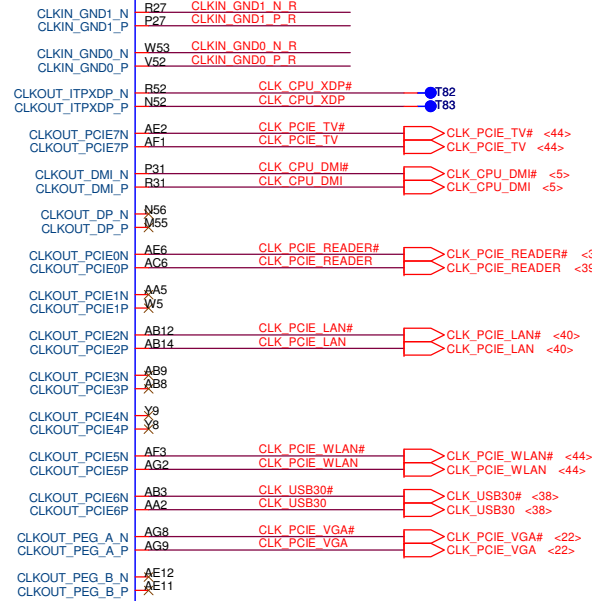 CLKIN_GND1_N R27 CLKIN_GND1_N_R
CLKIN_GND1_P P27 CLKIN_GND1_P_R
CLKIN_GND0_N W53 CLKIN_GND0_N_R
CLKIN_GND0_P V52 CLKIN_GND0_P_R
CLKOUT_ITPXDP_N R52 CLK_CPU_XDP# T82
CLKOUT_ITPXDP_P N52 CLK_CPU_XDP T83
CLKOUT_PCIE7N AE2 CLK_PCIE_TV# CLK_PCIE_TV# <44>
CLKOUT_PCIE7P AF1 CLK_PCIE_TV CLK_PCIE_TV <44>
CLKOUT_DMI_N P31 CLK_CPU_DMI# CLK_CPU_DMI# <5>
CLKOUT_DMI_P R31 CLK_CPU_DMI CLK_CPU_DMI <5>
CLKOUT_DP_N N56
CLKOUT_DP_P M55
CLKOUT_PCIE0N AE6 CLK_PCIE_READER# CLK_PCIE_READER# <3
CLKOUT_PCIE0P AC6 CLK_PCIE_READER CLK_PCIE_READER <39
CLKOUT_PCIE1N AA5
CLKOUT_PCIE1P W5
CLKOUT_PCIE2N AB12 CLK_PCIE_LAN# CLK_PCIE_LAN# <40>
CLKOUT_PCIE2P AB14 CLK_PCIE_LAN CLK_PCIE_LAN <40>
CLKOUT_PCIE3N AB9
CLKOUT_PCIE3P AB8
CLKOUT_PCIE4N Y9
CLKOUT_PCIE4P Y8
CLKOUT_PCIE5N AF3 CLK_PCIE_WLAN# CLK_PCIE_WLAN# <44>
CLKOUT_PCIE5P AG2 CLK_PCIE_WLAN CLK_PCIE_WLAN <44>
CLKOUT_PCIE6N AB3 CLK_USB30# CLK_USB30# <38>
CLKOUT_PCIE6P AA2 CLK_USB30 CLK_USB30 <38>
CLKOUT_PEG_A_N AG8 CLK_PCIE_VGA# CLK_PCIE_VGA# <22>
CLKOUT_PEG_A_P AG9 CLK_PCIE_VGA CLK_PCIE_VGA <22>
CLKOUT_PEG_B_N AE12
CLKOUT_PEG_B_P AE11